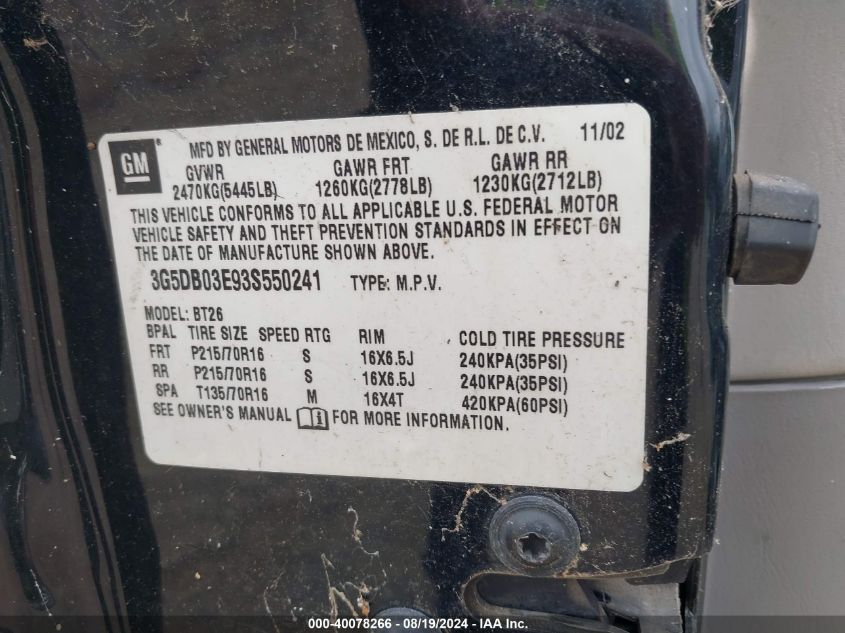 GM
MFD BY GENERAL MOTORS DE MEXICO, S. DE R.L. DE C.V. 11/02
GVWR GAWR FRT GAWR RR
2470KG(5445LB) 1260KG(2778LB) 1230KG(2712LB)
THIS VEHICLE CONFORMS TO ALL APPLICABLE U.S. FEDERAL MOTOR
VEHICLE SAFETY AND THEFT PREVENTION STANDARDS IN EFFECT ON
THE DATE OF MANUFACTURE SHOWN ABOVE.
3G5DB03E93S550241 TYPE: M.P.V.
MODEL: BT26
BPAL TIRE SIZE SPEED RTG RIM COLD TIRE PRESSURE
FRT P215/70R16 S 16X6.5J 240KPA(35PSI)
RR P215/70R16 S 16X6.5J 240KPA(35PSI)
SPA T135/70R16 M 16X4T 420KPA(60PSI)
SEE OWNER'S MANUAL FOR MORE INFORMATION.
000-40078266 - 08/19/2024 - IAA Inc.